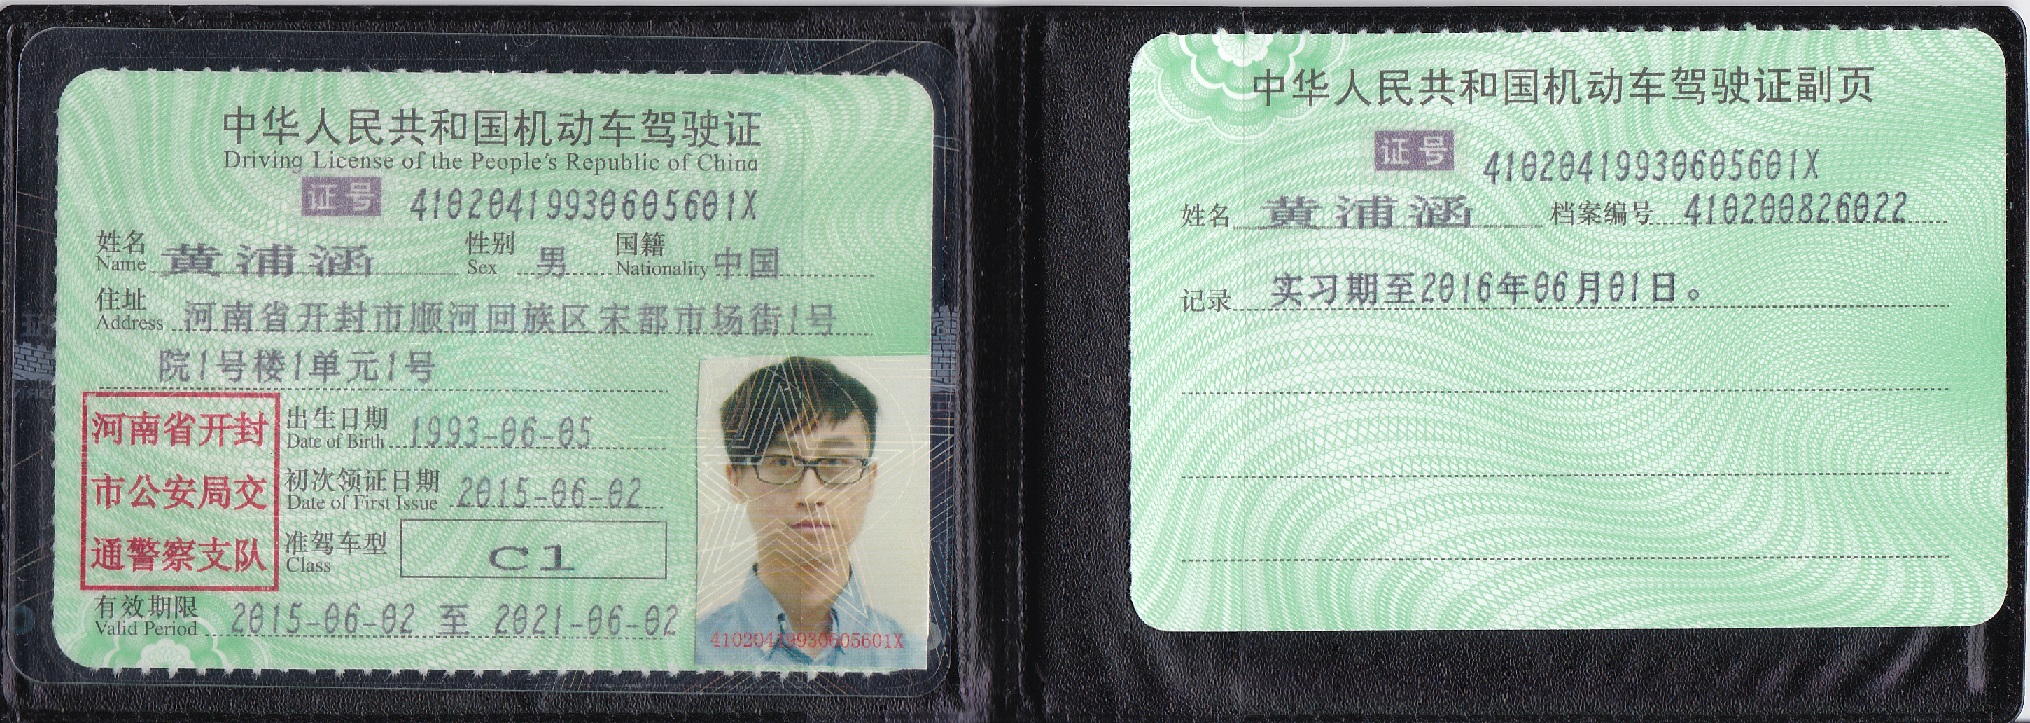 中华人民共和国机动车驾驶证
Driving License of the People's Republic of China
证号 41020419930605601X
姓名 黄浦涵 性别 男 国籍 中国
Name Sex Nationality
住址 河南省开封市顺河回族区宋都市场街1号
Address
院1号楼1单元1号
河南省开封
市公安局交
通警察支队
出生日期 1993-06-05
Date of Birth
初次领证日期 2015-06-02
Date of First Issue
准驾车型 C1
Class
有效期限 2015-06-02 至 2021-06-02
Valid Period
41020419930605601X
中华人民共和国机动车驾驶证副页
证号 41020419930605601X
姓名 黄浦涵 档案编号 410200826022
记录 实习期至2016年06月01日。